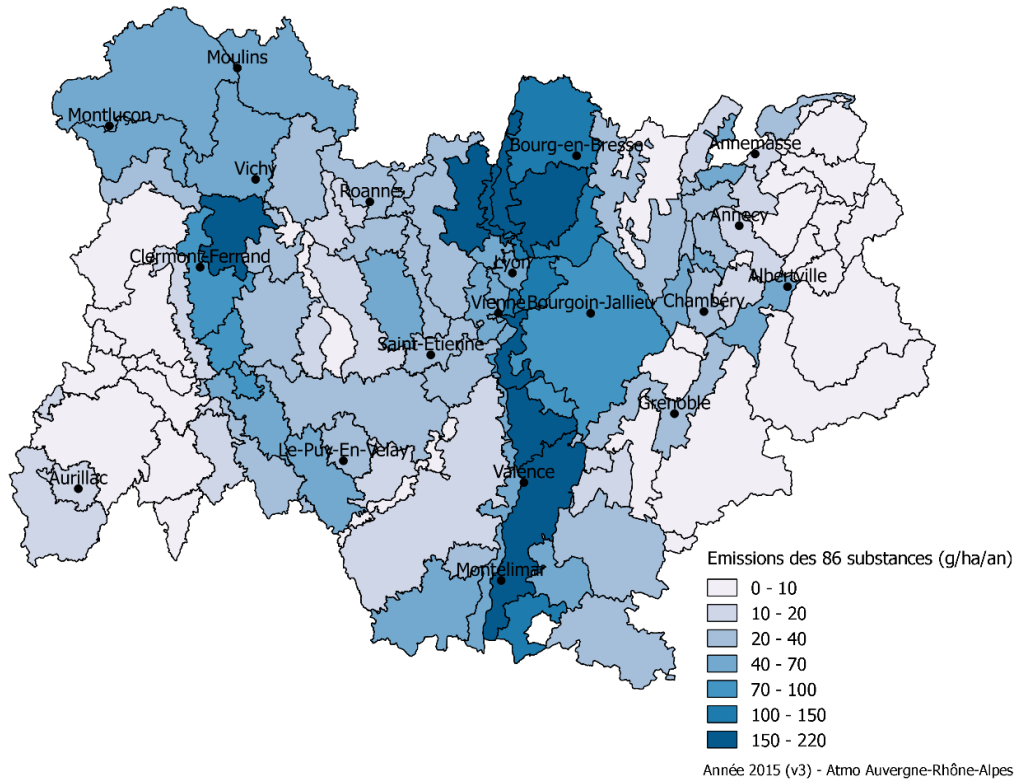 Moulins
Montluçon
Bourg-en-Bresse
Annemasse
Vichy
Roanne
Annecy
Clermont-Ferrand
Lyon
Albertville
Vienne
Bourgoin-Jallieu
Chambéry
Saint-Etienne
Grenoble
Le-Puy-En-Velay
Aurillac
Valence
Montélimar
Emissions des 86 substances (g/ha/an)
0 - 10
10 - 20
20 - 40
40 - 70
70 - 100
100 - 150
150 - 220
Année 2015 (v3) - Atmo Auvergne-Rhône-Alpes